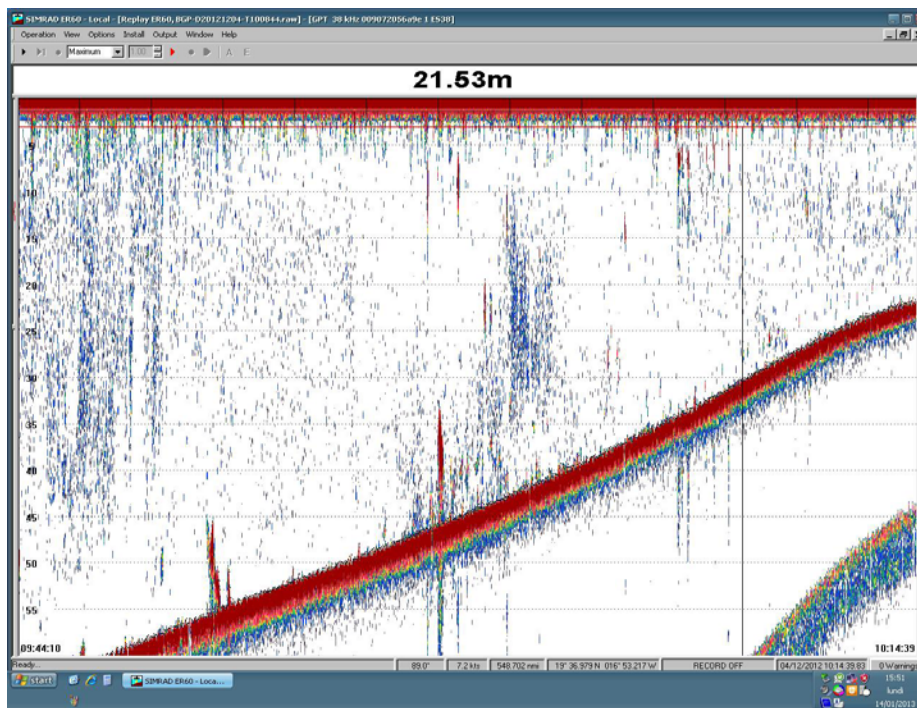 SIMRAD ER60 - Local - [Replay ER60, BGP-D20121204-T100844.raw] - [GPT 38 kHz 009072056a9e 1 ES38]
Operation View Options Install Output Window Help
Maximum 1.00 A E
21.53m
5
10
15
20
25
30
35
40
45
50
55
09:44:10 10:14:39
Ready... 89.0° 7.2 kts 548.702 nmi 19° 36.979 N 016° 53.217 W RECORD OFF 04/12/2012 10:14:39.83 0 Warnings
start SIMRAD ER60 - Loca... 15:51
lundi
14/01/2013